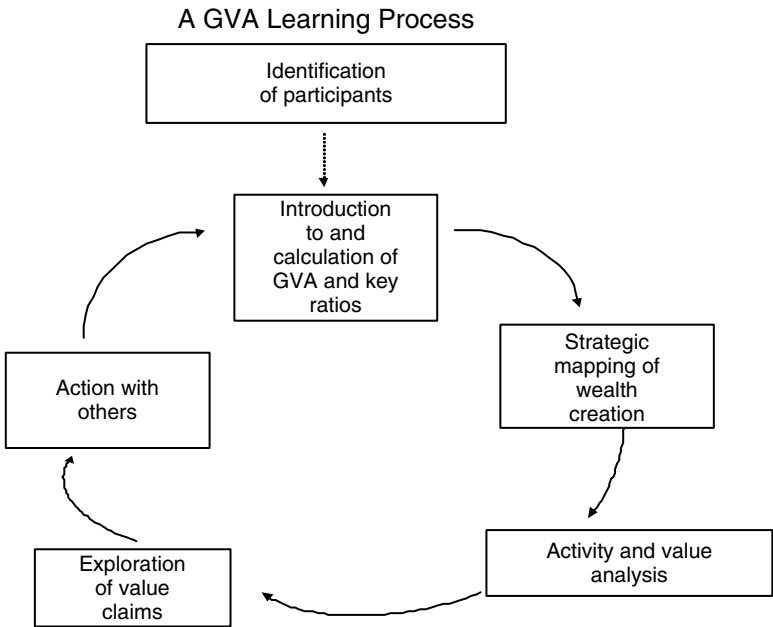 A GVA Learning Process
Identification
of participants
Introduction
to and
calculation of
GVA and key
ratios
Strategic
mapping of
wealth
creation
Activity and value
analysis
Exploration
of value
claims
Action with
others